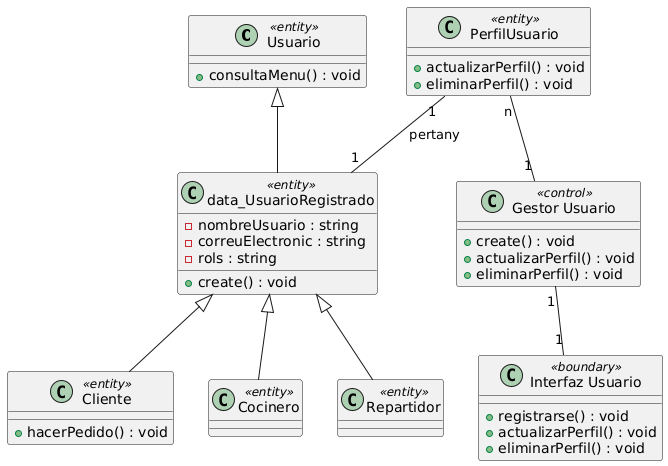 C «entity» Usuario
consultaMenu() : void
C «entity» PerfilUsuario
actualizarPerfil() : void
eliminarPerfil() : void
1
n
pertany
1
1
C «entity» data_UsuarioRegistrado
nombreUsuario : string
correuElectronic : string
rols : string
create() : void
C «control» Gestor Usuario
create() : void
actualizarPerfil() : void
eliminarPerfil() : void
1
1
C «entity» Cliente
hacerPedido() : void
C «entity» Cocinero
C «entity» Repartidor
C «boundary» Interfaz Usuario
registrarse() : void
actualizarPerfil() : void
eliminarPerfil() : void